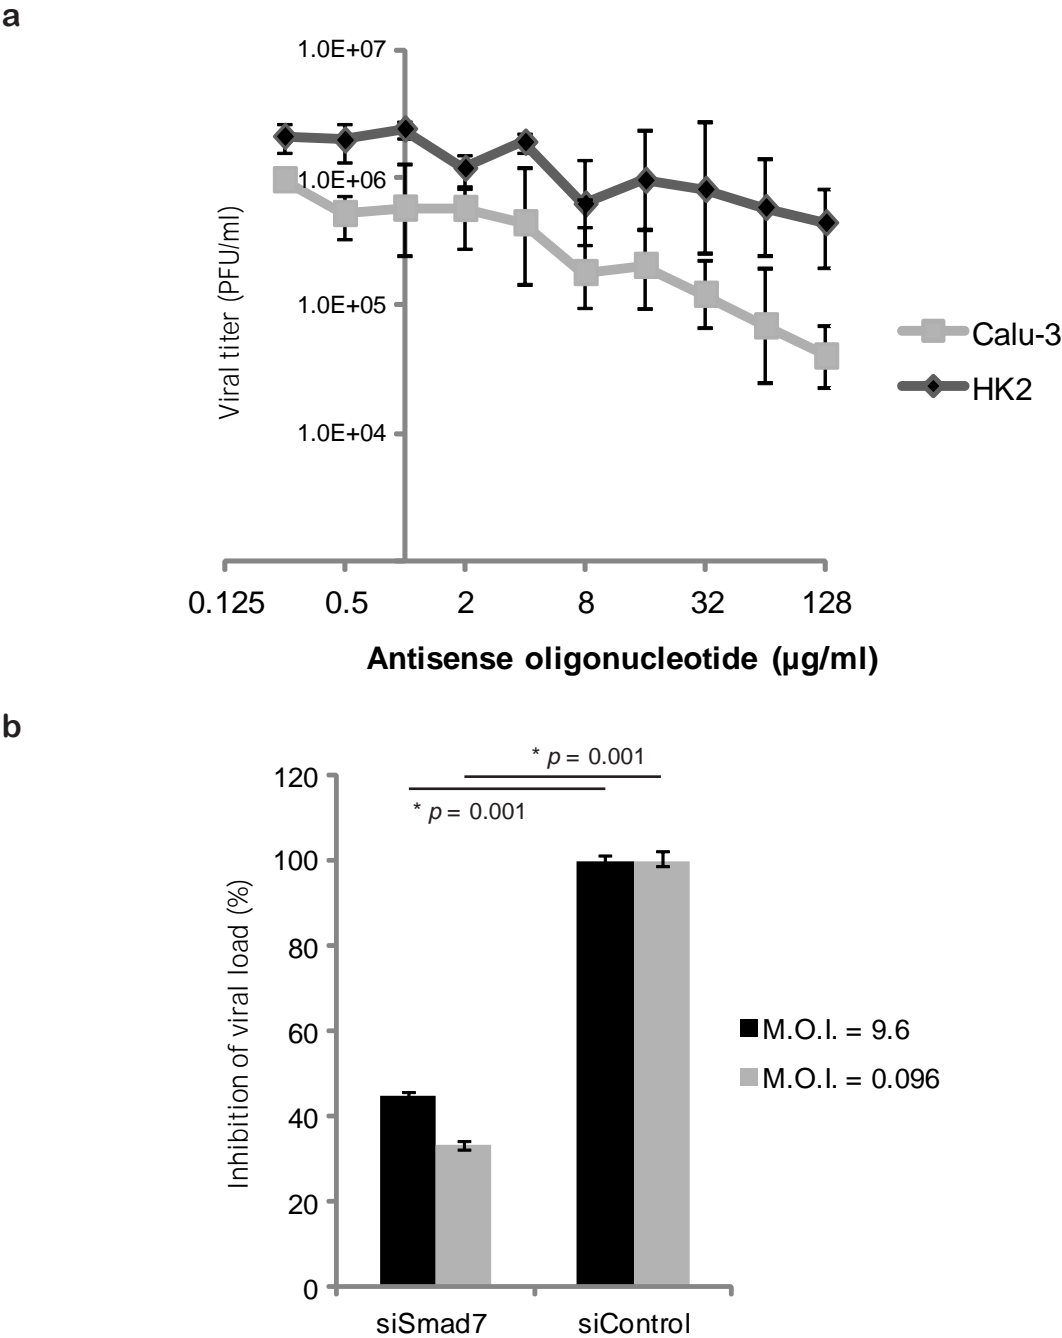 a
1.0E+07
1.0E+06
1.0E+05
1.0E+04
Viral titer (PFU/ml)
Calu-3
HK2
0.125 0.5 2 8 32 128
Antisense oligonucleotide (µg/ml)
b
* p = 0.001
* p = 0.001
120
100
80
60
40
20
0
Inhibition of viral load (%)
M.O.I. = 9.6
M.O.I. = 0.096
siSmad7 siControl